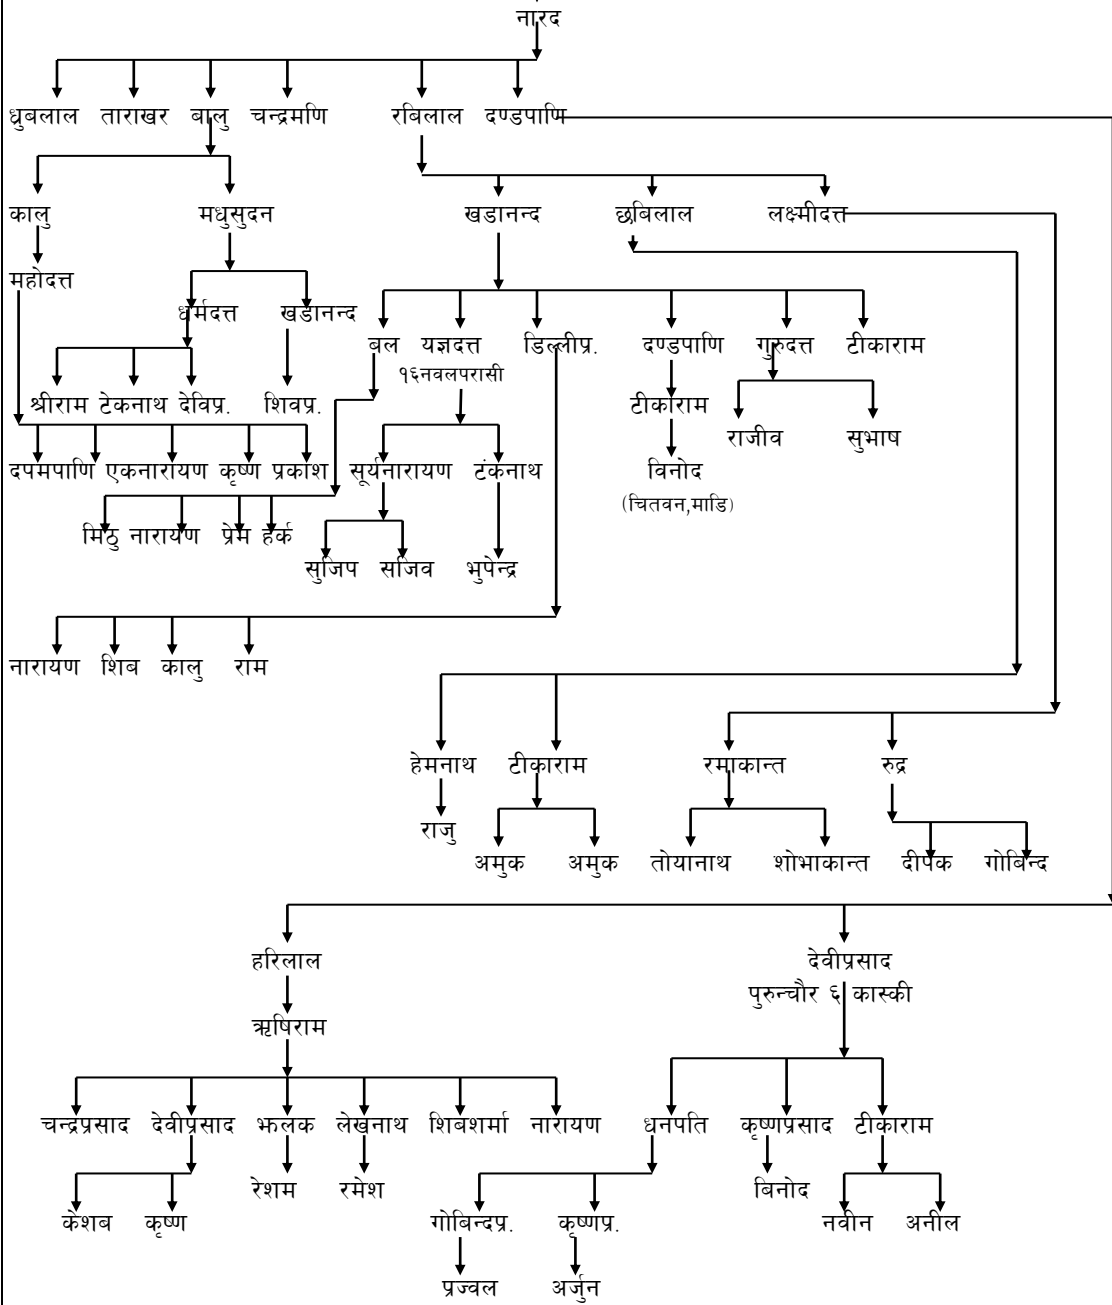 नारद
ध्रुबलाल ताराखर बालु चन्द्रमणि रबिलाल दण्डपाणि
कालु मधुसुदन खडानन्द छबिलाल लक्ष्मीदत्त
महोदत्त
धर्मदत्त खडानन्द
बल यज्ञदत्त डिल्लीप्र. दण्डपाणि गुरुदत्त टीकाराम
१६नवलपरासी
श्रीराम टेकनाथ देविप्र. शिवप्र. टीकाराम
राजीव सुभाष
दपमपाणि एकनारायण कृष्ण प्रकाश सूर्यनारायण टंकनाथ विनोद
(चितवन,माडि)
मिठु नारायण प्रेम हर्क
सुजिप सजिव भुपेन्द्र
नारायण शिब कालु राम
हेमनाथ टीकाराम रमाकान्त रुद्र
राजु
अमुक अमुक तोयानाथ शोभाकान्त दीपक गोबिन्द
हरिलाल देवीप्रसाद
पुरुन्चौर ६ कास्की
ऋषिराम
चन्द्रप्रसाद देवीप्रसाद झलक लेखनाथ शिबशर्मा नारायण धनपति कृष्णप्रसाद टीकाराम
रेशम रमेश बिनोद
केशब कृष्ण गोबिन्दप्र. कृष्णप्र. नवीन अनील
प्रज्वल अर्जुन